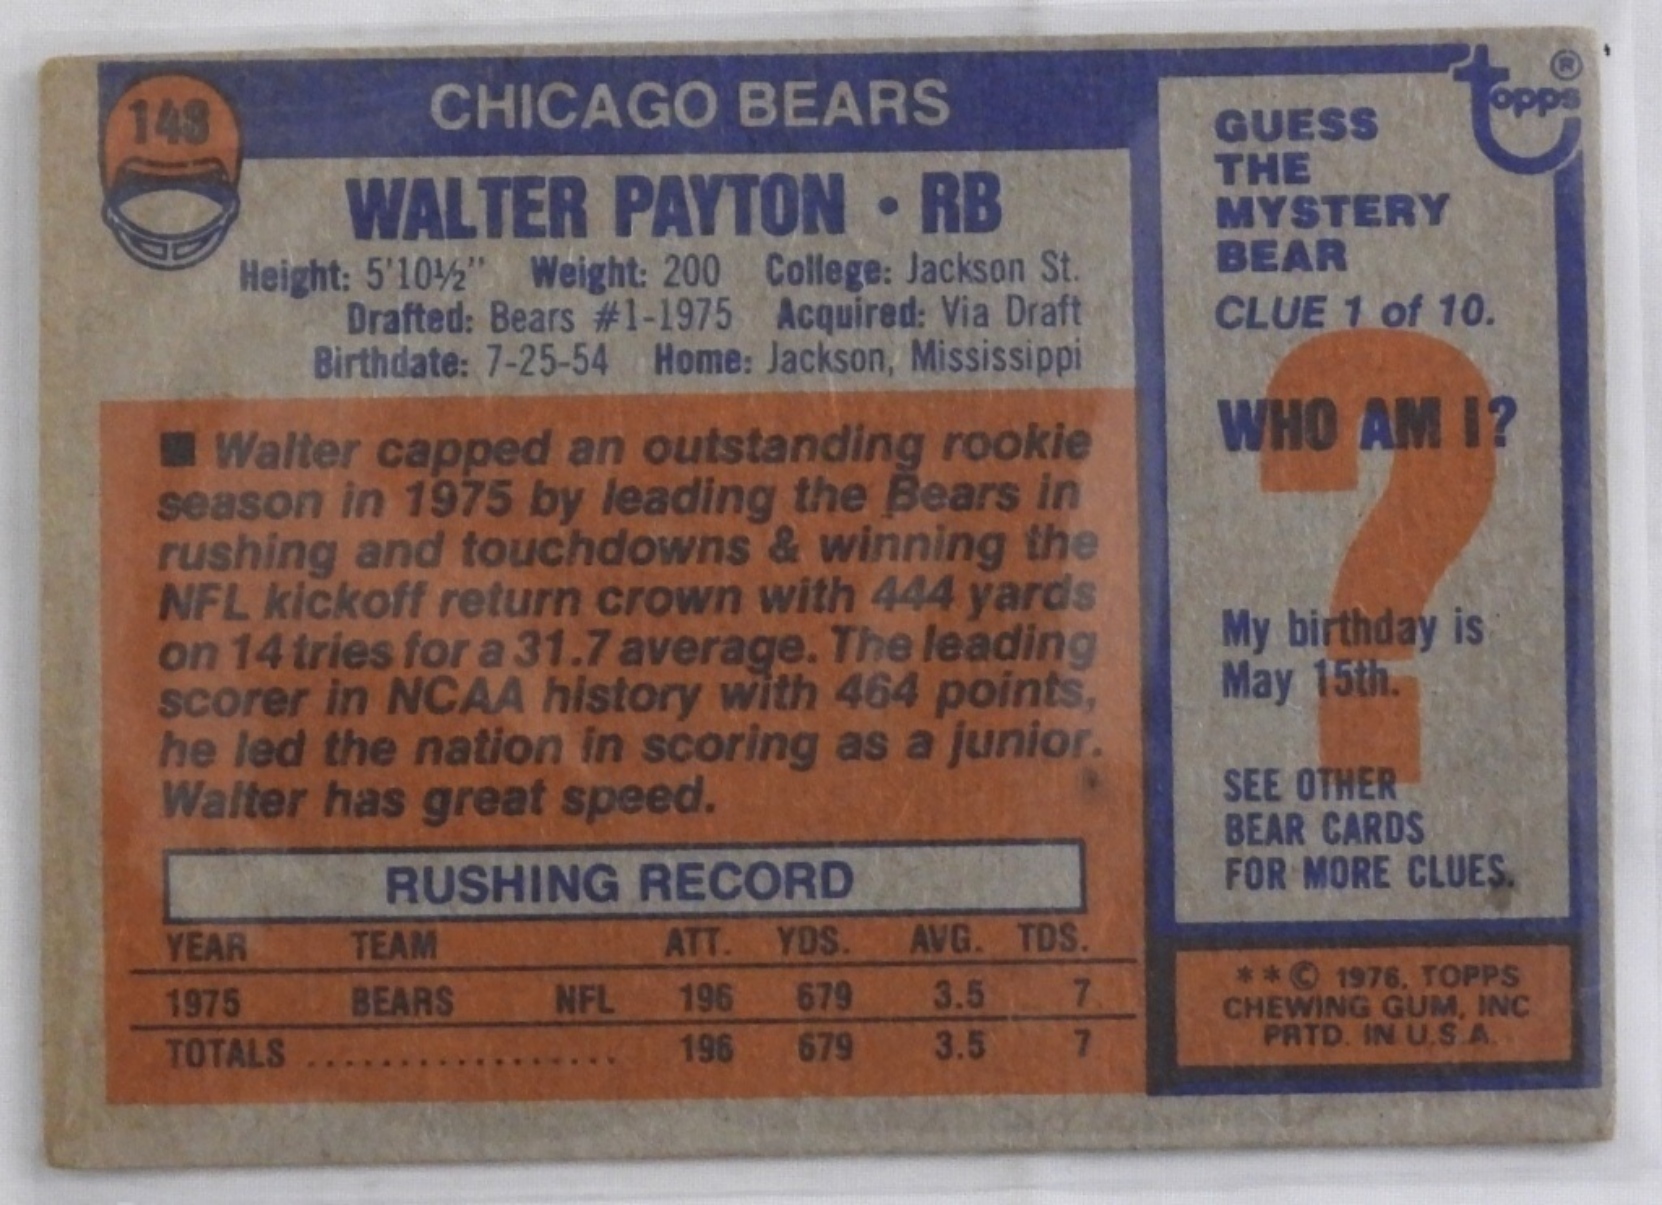 148
CHICAGO BEARS
WALTER PAYTON • RB
Height: 5'10½" Weight: 200 College: Jackson St.
Drafted: Bears #1-1975 Acquired: Via Draft
Birthdate: 7-25-54 Home: Jackson, Mississippi
■ Walter capped an outstanding rookie
season in 1975 by leading the Bears in
rushing and touchdowns & winning the
NFL kickoff return crown with 444 yards
on 14 tries for a 31.7 average. The leading
scorer in NCAA history with 464 points,
he led the nation in scoring as a junior.
Walter has great speed.
RUSHING RECORD
YEAR TEAM ATT. YDS. AVG. TDS.
1975 BEARS NFL 196 679 3.5 7
TOTALS .................. 196 679 3.5 7
topps ®
GUESS
THE
MYSTERY
BEAR
CLUE 1 of 10.
WHO AM I?
?
My birthday is
May 15th.
SEE OTHER
BEAR CARDS
FOR MORE CLUES.
* * © 1976, TOPPS
CHEWING GUM, INC
PRTD. IN U.S.A.